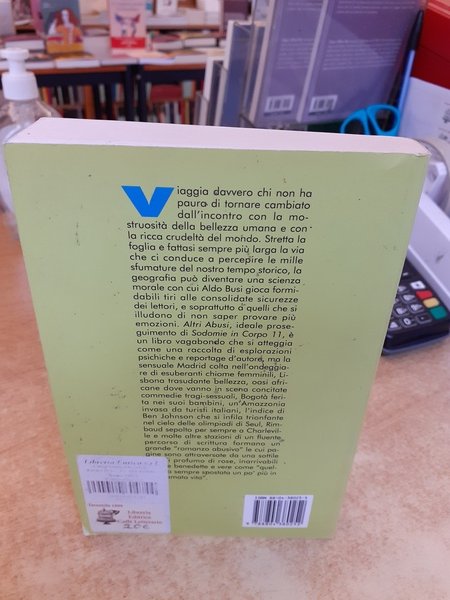 Viaggia davvero chi non ha
paura di tornare cambiato
dall'incontro con la mo-
struosità della bellezza umana e con
la ricca crudeltà del mondo. Stretta la
foglia e fattasi sempre più larga la via
che ci conduce a percepire le mille
sfumature del nostro tempo storico, la
geografia può diventare una scienza
morale con cui Aldo Busi gioca formi-
dabili tiri alle consolidate sicurezze
dei lettori, e soprattutto a quelli che si
illudono di non saper provare più
emozioni. Altri Abusi, ideale prose-
guimento di Sodomie in Corpo 11, è
un libro vagabondo che si atteggia
come una raccolta di esplorazioni
psichiche e reportage d'autore, ma la
sensuale Madrid colta nell'ondeggia-
re di esuberanti chiome femminili, Li-
sbona trasudante bellezza, oasi afri-
cane dove vanno in scena concitate
commedie tragi-sessuali, Bogotà feri-
ta nei suoi bambini, un'Amazzonia
invasa da turisti italiani, l'indice di
Ben Johnson che si infila trionfante
nel cielo delle olimpiadi di Seul, Rim-
baud sepolto per sempre a Charlevil-
le e molte altre stazioni di un fluente
percorso di scrittura formano un
grande "romanzo abusivo" le cui pa-
gine sono attraversate da una sottile
profumo di rose, inarrivabili
benedette e vere come "quel-
sempre spostata un po' più in
vita".
Libreria
Editrice
Caffè Letterario
20€
ISBN 88-04-